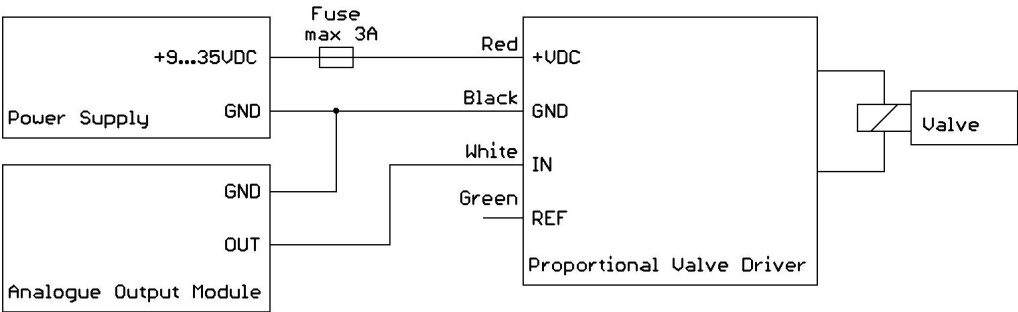 Fuse
max 3A
+9...35VDC
Red
+VDC
GND
Black
GND
Power Supply
Valve
White
IN
GND
Green
REF
OUT
Proportional Valve Driver
Analogue Output Module